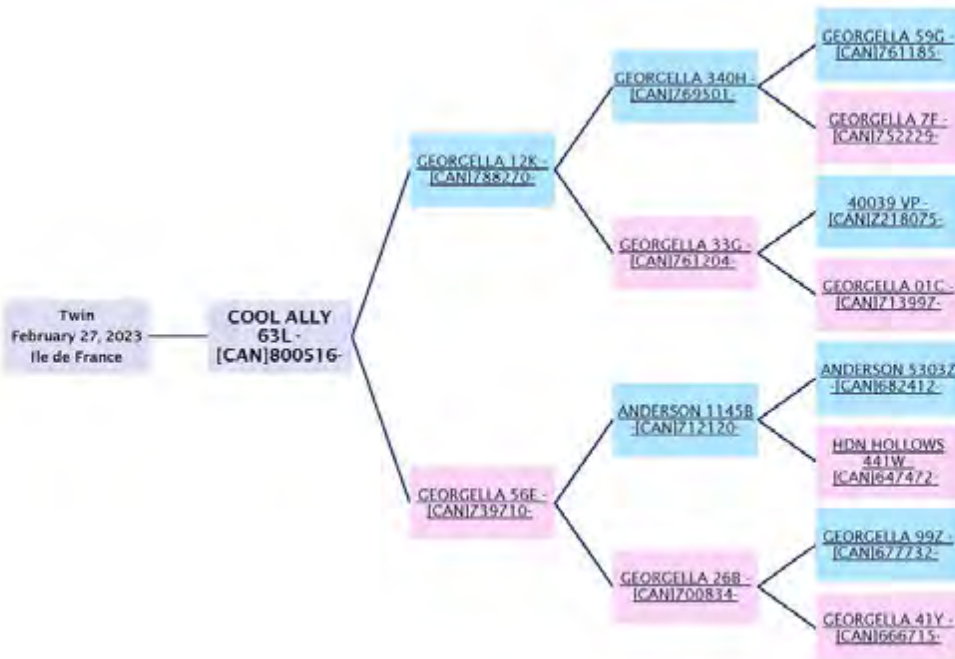 Twin
February 27, 2023
Ile de France
COOL ALLY
63L -
[CAN]800516-
GEORGELLA 12K -
[CAN]788270-
GEORGELLA 56E -
[CAN]739710-
GEORGELLA 340H -
[CAN]769501-
GEORGELLA 33G -
[CAN]761204-
ANDERSON 1145B
-[CAN]712120-
GEORGELLA 26B -
[CAN]700834-
GEORGELLA 59G -
[CAN]761185-
GEORGELLA 7F -
[CAN]752229-
40039 VP -
[CAN]Z218075-
GEORGELLA 01C -
[CAN]713997-
ANDERSON 5303Z
-[CAN]682412-
HDN HOLLOWS
441W -
[CAN]647472-
GEORGELLA 99Z -
[CAN]677732-
GEORGELLA 41Y -
[CAN]666715-